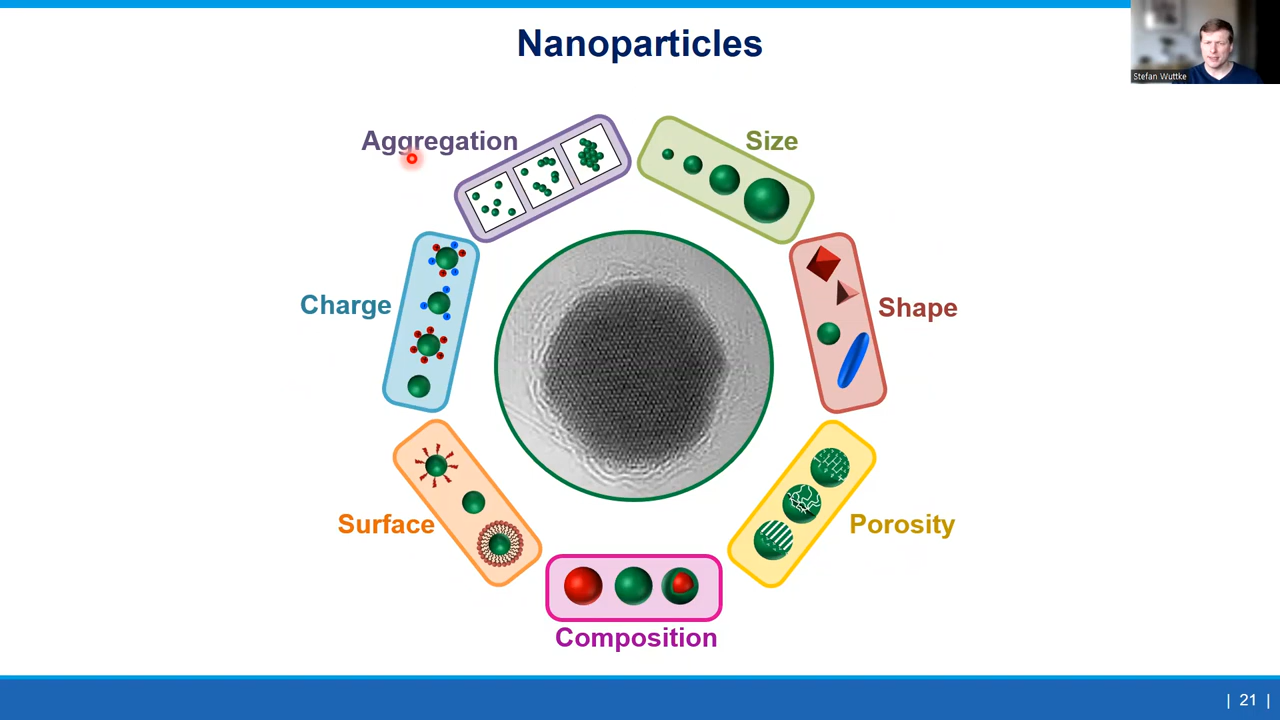 Nanoparticles
Stefan Wuttke
Aggregation
Size
Charge
Shape
Surface
Porosity
Composition
| 21 |